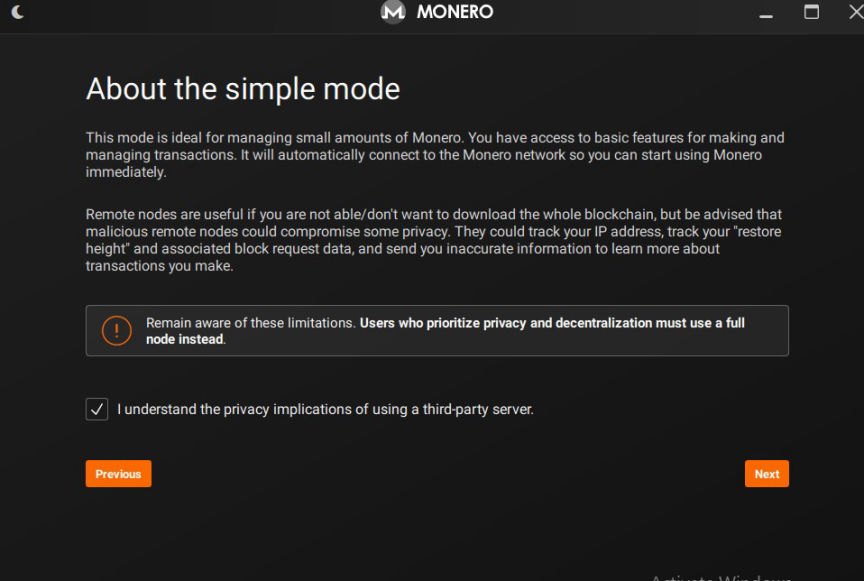 MONERO
About the simple mode
This mode is ideal for managing small amounts of Monero. You have access to basic features for making and
managing transactions. It will automatically connect to the Monero network so you can start using Monero
immediately.
Remote nodes are useful if you are not able/don't want to download the whole blockchain, but be advised that
malicious remote nodes could compromise some privacy. They could track your IP address, track your "restore
height" and associated block request data, and send you inaccurate information to learn more about
transactions you make.
Remain aware of these limitations. Users who prioritize privacy and decentralization must use a full
node instead.
I understand the privacy implications of using a third-party server.
Previous
Next
Activate Windows